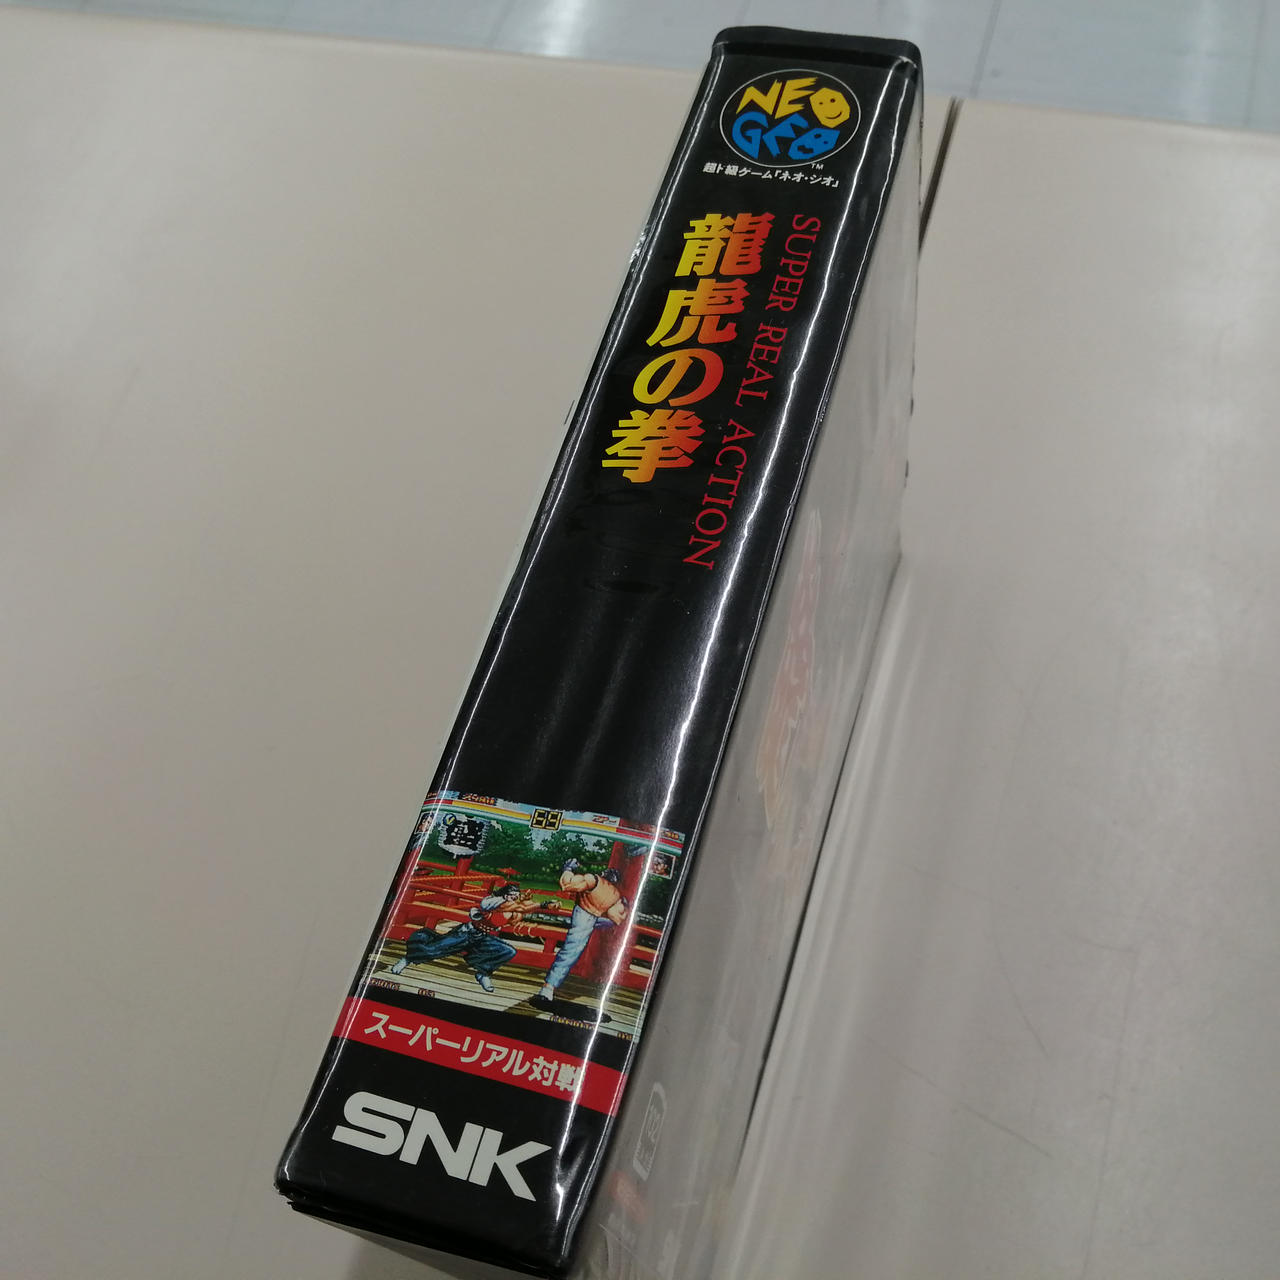 NEO
GEO
TM
超ド級ゲーム「ネオ・ジオ」
龍虎の拳
SUPER REAL ACTION
スーパーリアル対戦
SNK